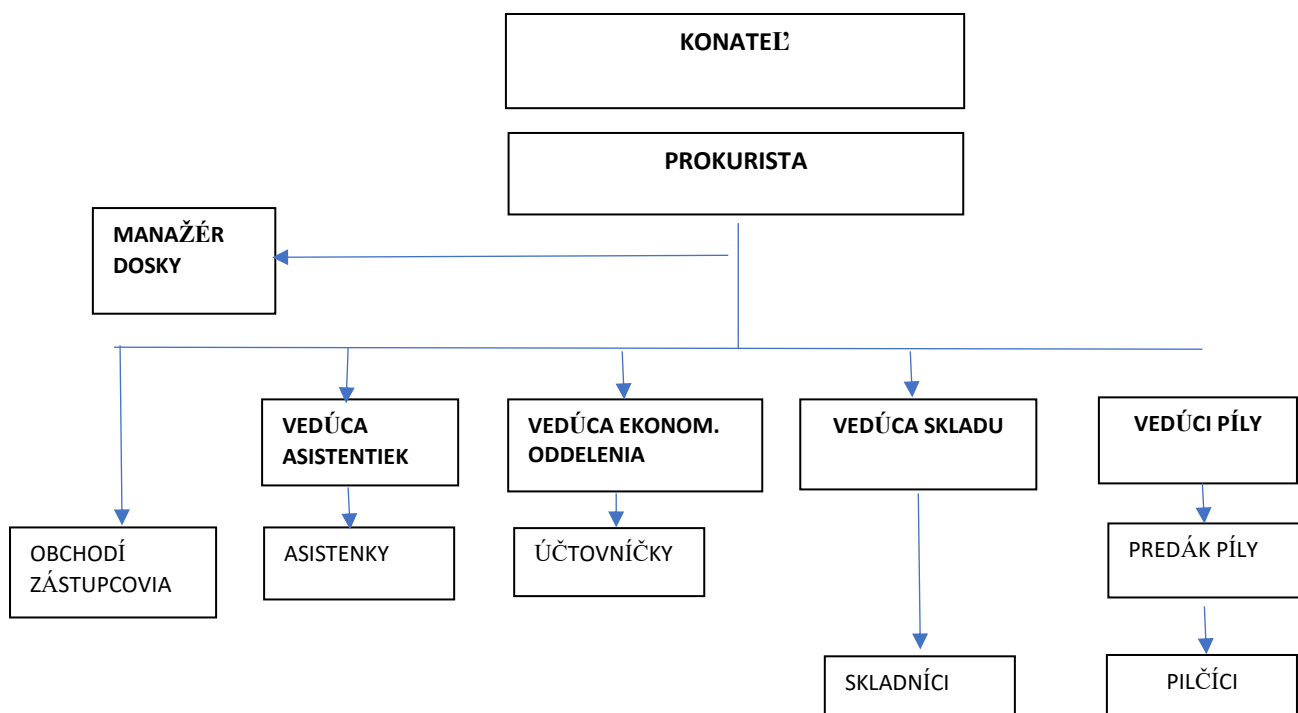 KONATEĽ
PROKURISTA
MANAŽÉR
DOSKY
VEDÚCA
ASISTENTIEK
VEDÚCA EKONOM.
ODDELENIA
VEDÚCA SKLADU
VEDÚCI PÍLY
OBCHODÍ
ZÁSTUPCOVIA
ASISTENKY
ÚČTOVNÍČKY
PREDÁK PÍLY
SKLADNÍCI
PILČÍCI